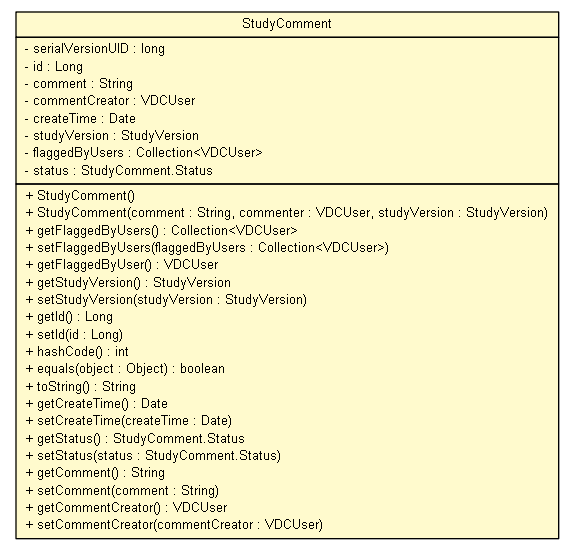 StudyComment
- serialVersionUID : long
- id : Long
- comment : String
- commentCreator : VDCUser
- createTime : Date
- studyVersion : StudyVersion
- flaggedByUsers : Collection<VDCUser>
- status : StudyComment.Status
+ StudyComment()
+ StudyComment(comment : String, commenter : VDCUser, studyVersion : StudyVersion)
+ getFlaggedByUsers() : Collection<VDCUser>
+ setFlaggedByUsers(flaggedByUsers : Collection<VDCUser>)
+ getFlaggedByUser() : VDCUser
+ getStudyVersion() : StudyVersion
+ setStudyVersion(studyVersion : StudyVersion)
+ getId() : Long
+ setId(id : Long)
+ hashCode() : int
+ equals(object : Object) : boolean
+ toString() : String
+ getCreateTime() : Date
+ setCreateTime(createTime : Date)
+ getStatus() : StudyComment.Status
+ setStatus(status : StudyComment.Status)
+ getComment() : String
+ setComment(comment : String)
+ getCommentCreator() : VDCUser
+ setCommentCreator(commentCreator : VDCUser)